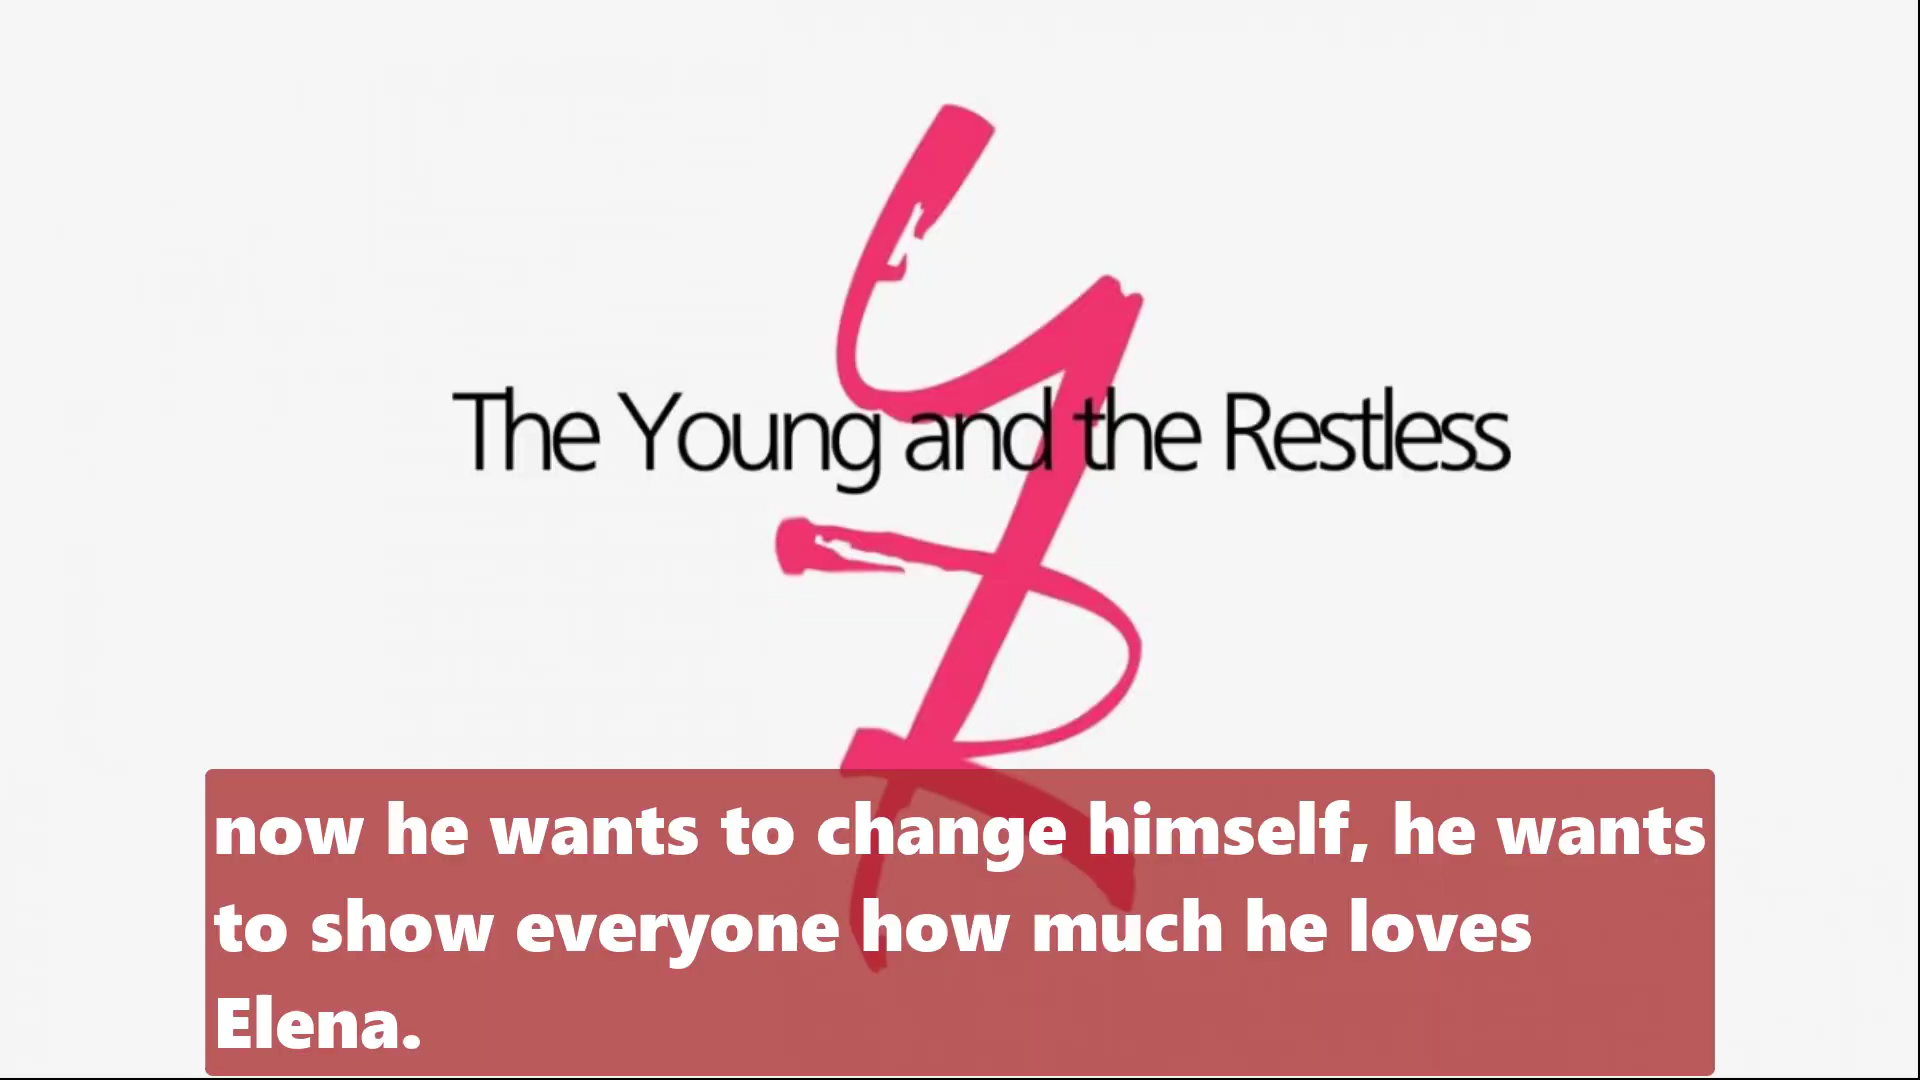 The Young and the Restless
now he wants to change himself, he wants
to show everyone how much he loves
Elena.